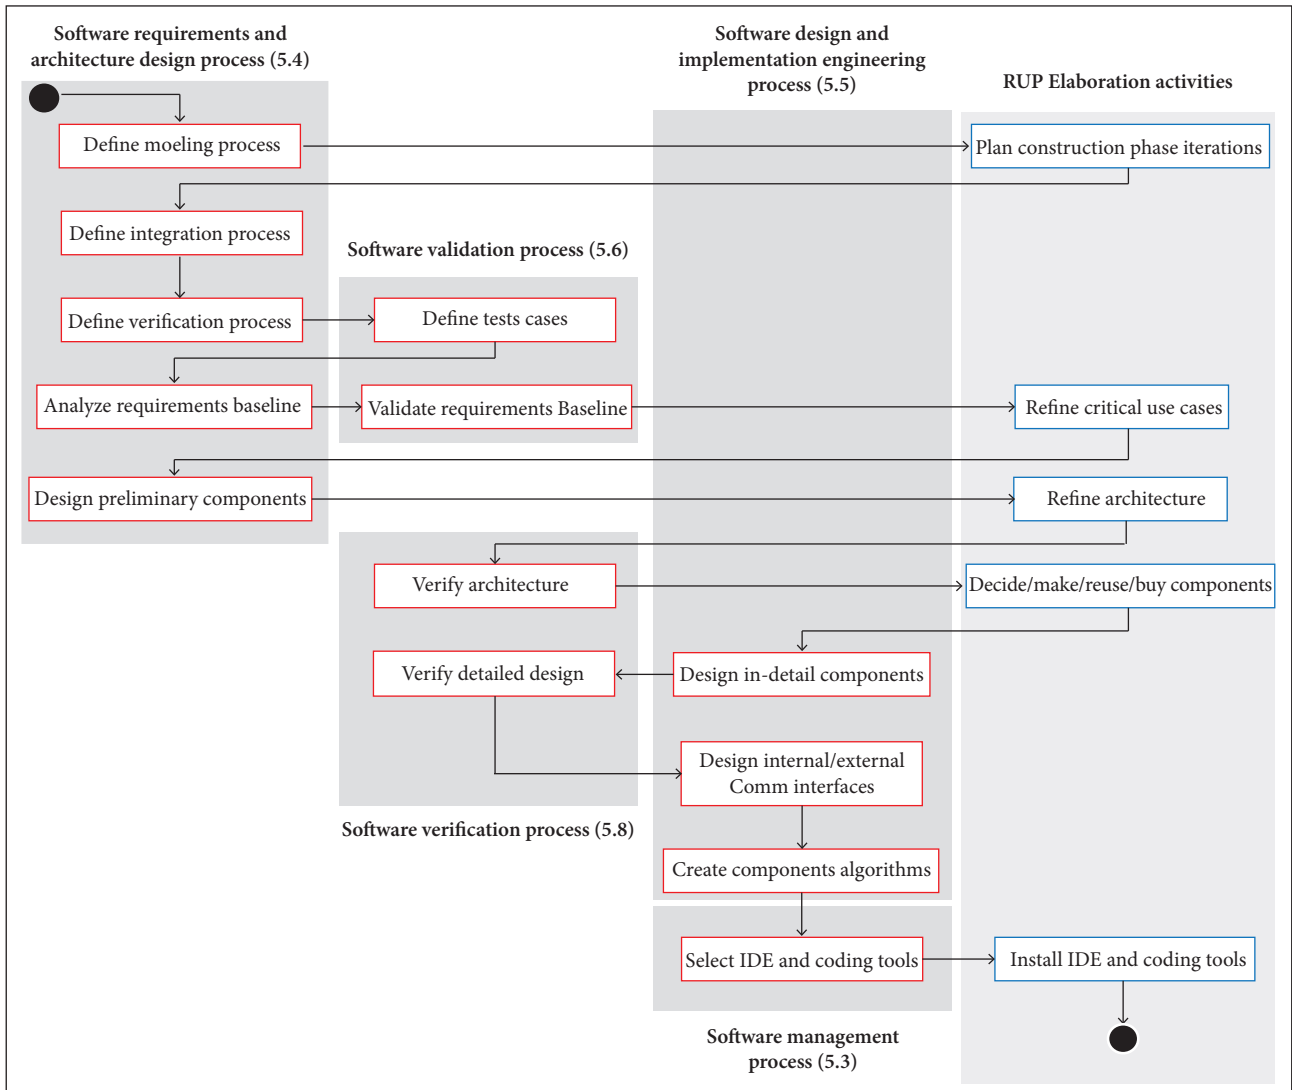 Software requirements and
architecture design process (5.4)
Software design and
implementation engineering
process (5.5)
RUP Elaboration activities
Define moeling process
Plan construction phase iterations
Define integration process
Software validation process (5.6)
Define verification process
Define tests cases
Analyze requirements baseline
Validate requirements Baseline
Refine critical use cases
Design preliminary components
Refine architecture
Verify architecture
Decide/make/reuse/buy components
Verify detailed design
Design in-detail components
Design internal/external
Comm interfaces
Software verification process (5.8)
Create components algorithms
Select IDE and coding tools
Install IDE and coding tools
Software management
process (5.3)